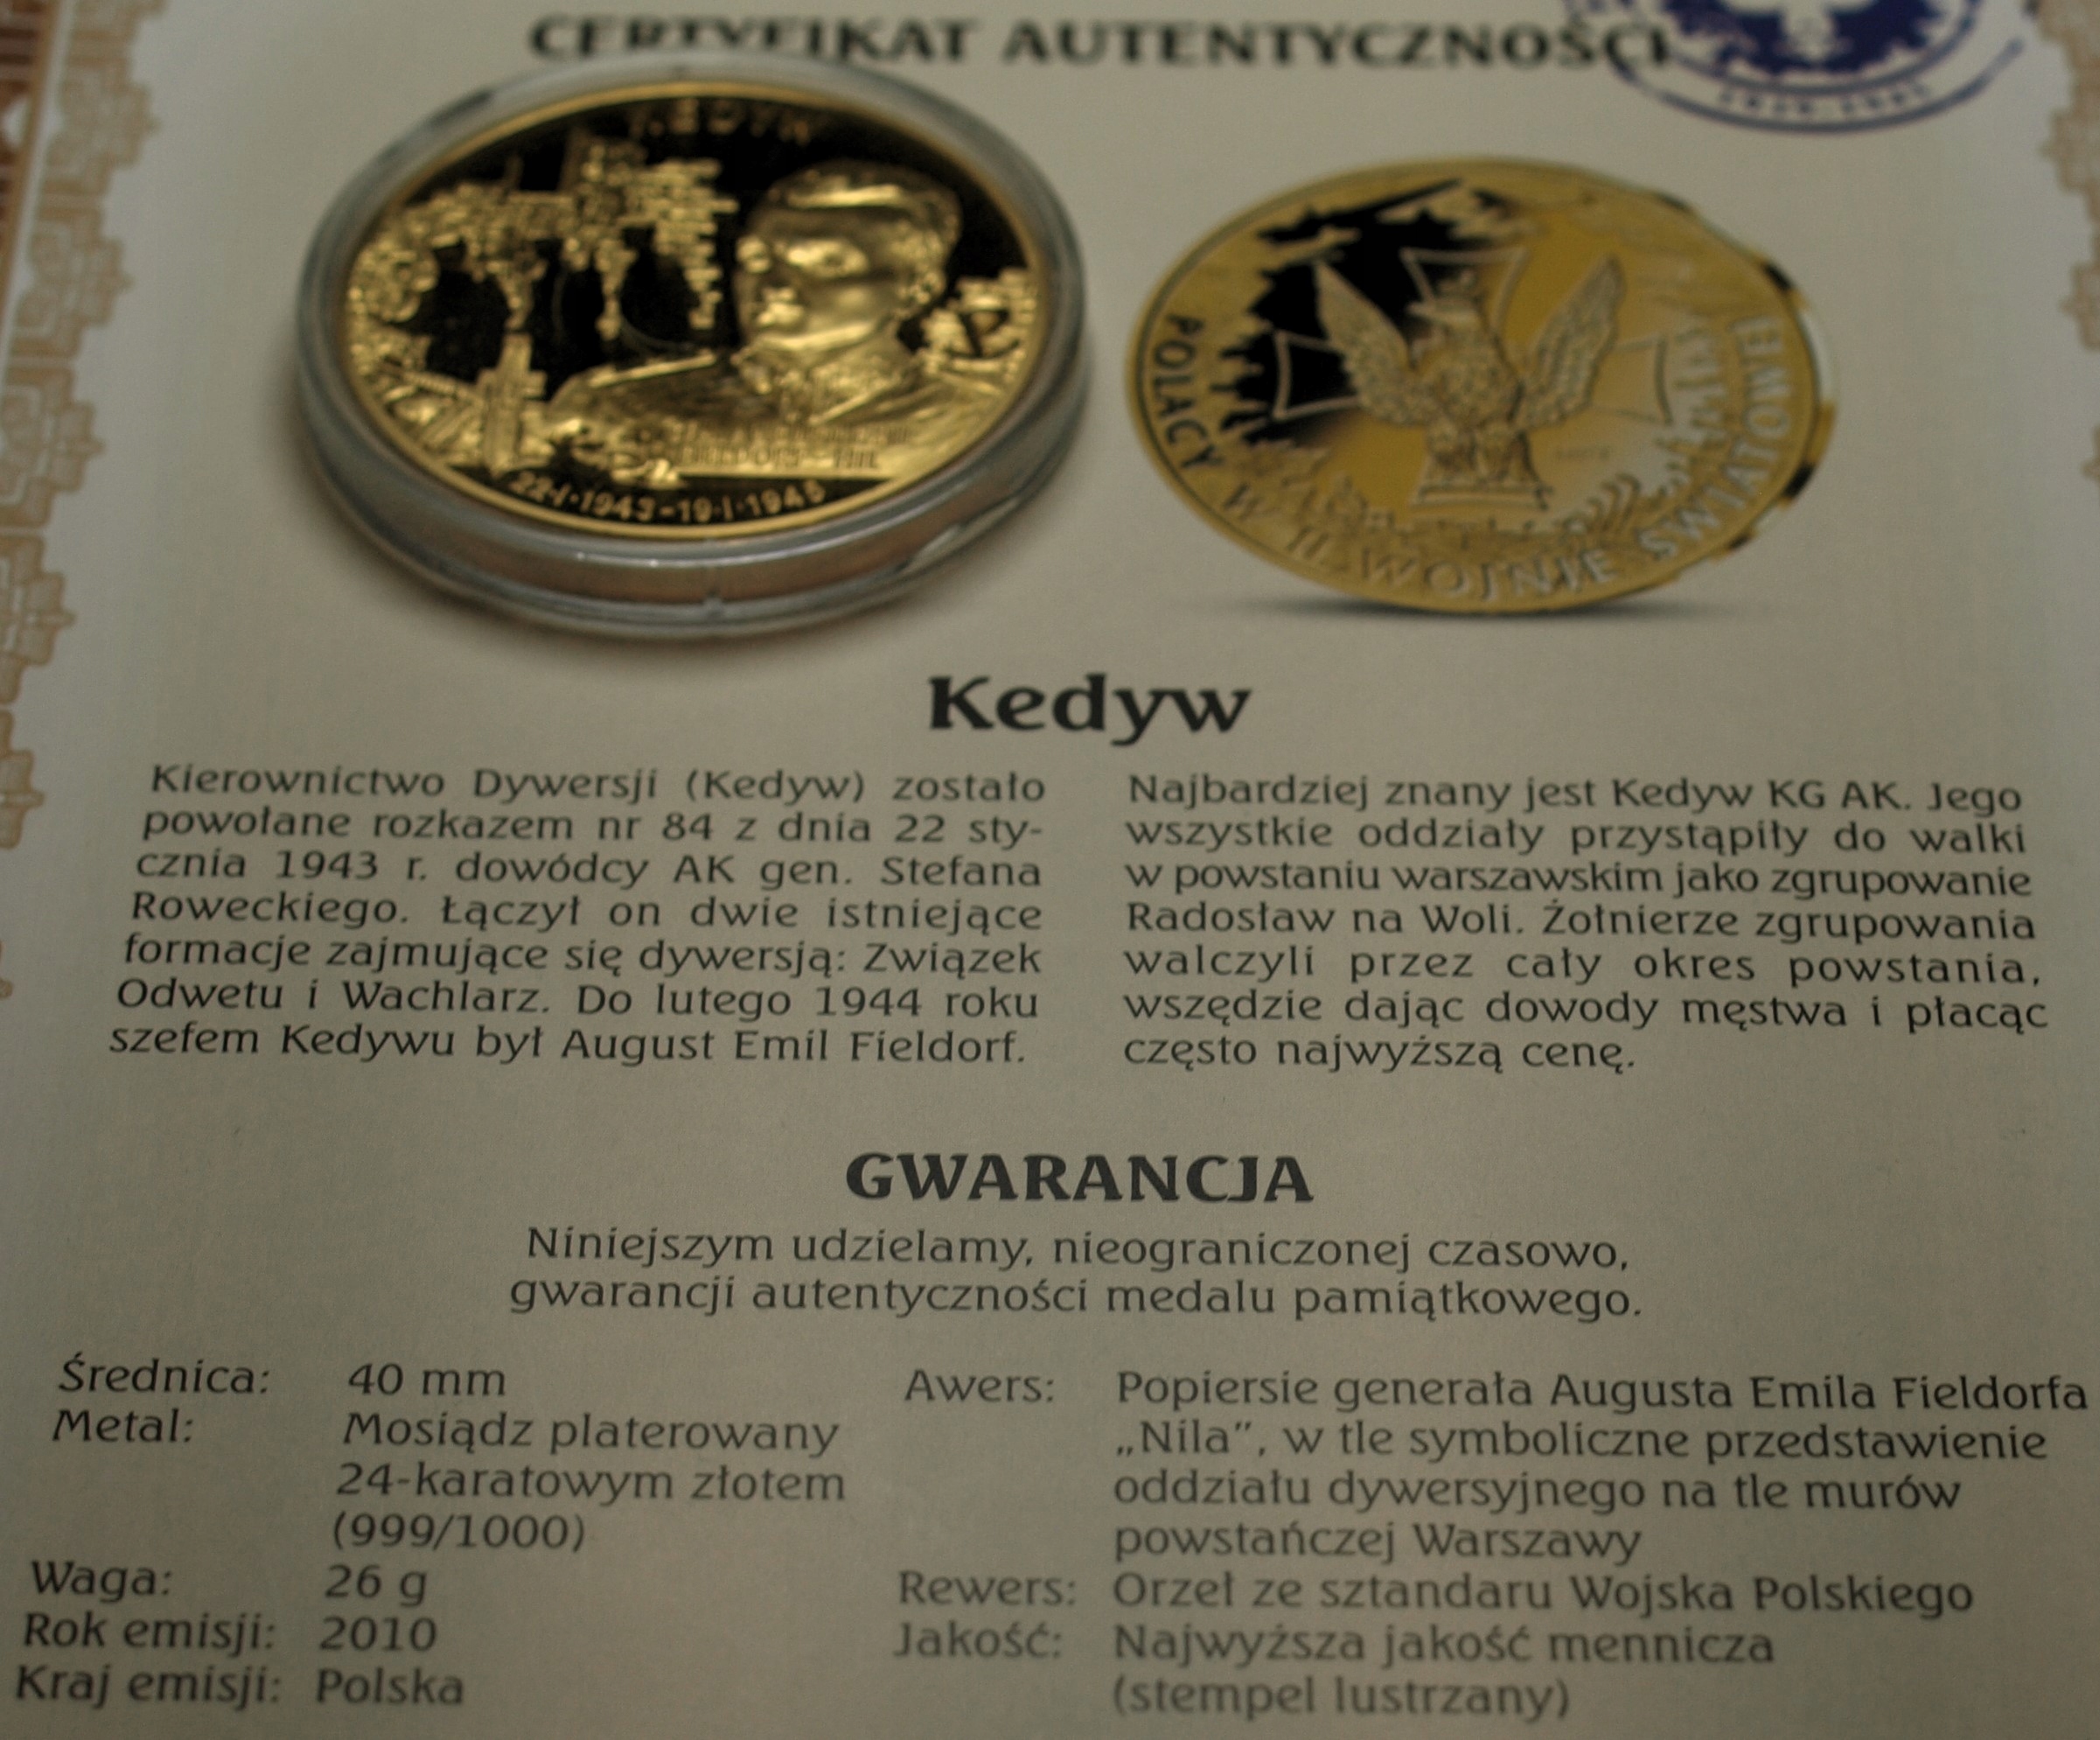 CERTYFIKAT AUTENTYCZNOŚCI
KEDYW
22·I·1943-19·I·1945
POLACY W II WOJNIE ŚWIATOWEJ
Kedyw
Kierownictwo Dywersji (Kedyw) zostało
powołane rozkazem nr 84 z dnia 22 sty-
cznia 1943 r. dowódcy AK gen. Stefana
Roweckiego. Łączył on dwie istniejące
formacje zajmujące się dywersją: Związek
Odwetu i Wachlarz. Do lutego 1944 roku
szefem Kedywu był August Emil Fieldorf.
Najbardziej znany jest Kedyw KG AK. Jego
wszystkie oddziały przystąpiły do walki
w powstaniu warszawskim jako zgrupowanie
Radosław na Woli. Żołnierze zgrupowania
walczyli przez cały okres powstania,
wszędzie dając dowody męstwa i płacąc
często najwyższą cenę.
GWARANCJA
Niniejszym udzielamy, nieograniczonej czasowo,
gwarancji autentyczności medalu pamiątkowego.
Średnica: 40 mm
Metal: Mosiądz platerowany
24-karatowym złotem
(999/1000)
Waga: 26 g
Rok emisji: 2010
Kraj emisji: Polska
Awers: Popiersie generała Augusta Emila Fieldorfa
„Nila”, w tle symboliczne przedstawienie
oddziału dywersyjnego na tle murów
powstańczej Warszawy
Rewers: Orzeł ze sztandaru Wojska Polskiego
Jakość: Najwyższa jakość mennicza
(stempel lustrzany)